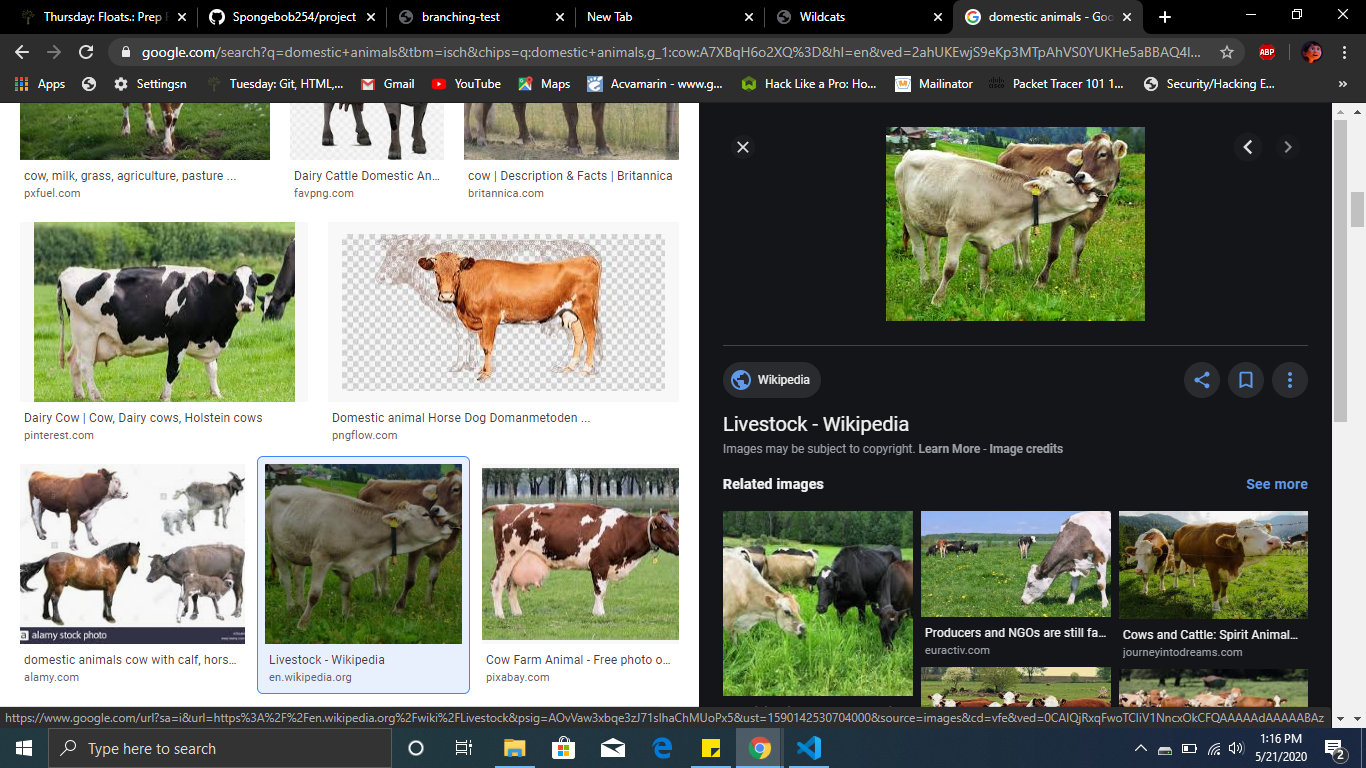 Thursday: Floats.: Prep
Spongebob254/project
branching-test
New Tab
Wildcats
domestic animals - Goo
google.com/search?q=domestic+animals&tbm=isch&chips=q:domestic+animals,g_1:cow:A7XBqH6o2XQ%3D&hl=en&ved=2ahUKEwjS9eKp3MTpAhVS0YUKHe5aBBAQ4l...
ABP
Apps
Settingsn
Tuesday: Git, HTML,...
Gmail
YouTube
Maps
Acvamarin - www.g...
Hack Like a Pro: Ho...
Mailinator
Packet Tracer 101 1...
Security/Hacking E...
cow, milk, grass, agriculture, pasture ...
pxfuel.com
Dairy Cattle Domestic An...
favpng.com
cow | Description & Facts | Britannica
britannica.com
Dairy Cow | Cow, Dairy cows, Holstein cows
pinterest.com
Domestic animal Horse Dog Domanmetoden ...
pngflow.com
a alamy stock photo
domestic animals cow with calf, hors...
alamy.com
Livestock - Wikipedia
en.wikipedia.org
Cow Farm Animal - Free photo o...
pixabay.com
Wikipedia
Livestock - Wikipedia
Images may be subject to copyright. Learn More - Image credits
Related images
See more
Producers and NGOs are still fa...
euractiv.com
Cows and Cattle: Spirit Animal...
journeyintodreams.com
https://www.google.com/url?sa=i&url=https%3A%2F%2Fen.wikipedia.org%2Fwiki%2FLivestock&psig=AOvVaw3xbqe3zJ71sIhaChMUoPx5&ust=1590142530704000&source=images&cd=vfe&ved=0CAIQjRxqFwoTCIiV1NncxOkCFQAAAAAdAAAAABAz
Type here to search
1:16 PM
5/21/2020
2